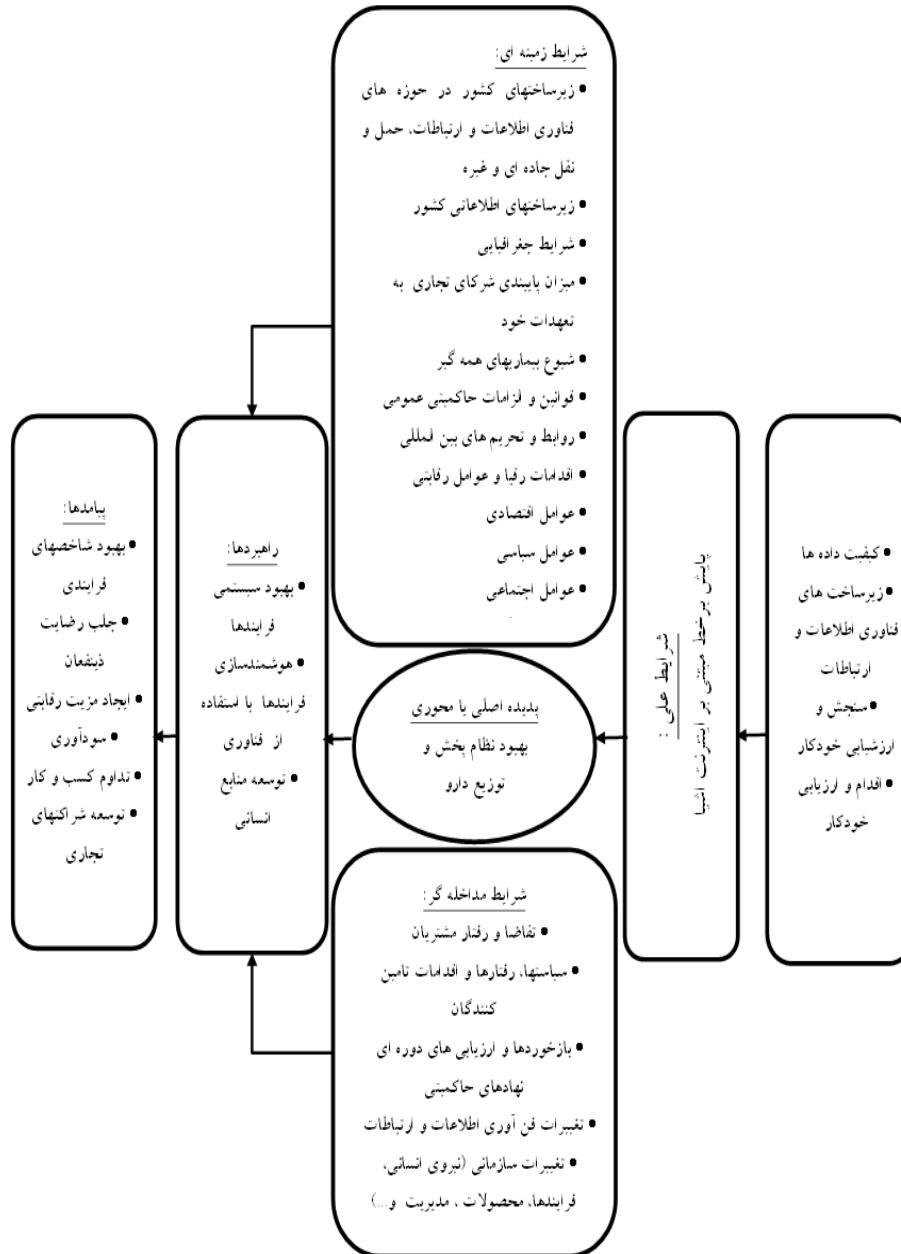 شرایط زمینه ای:
• زیرساختهای کشور در حوزه های
فناوری اطلاعات و ارتباطات، حمل و
نقل جاده ای و غیره
• زیرساختهای اطلاعاتی کشور
• شرایط جغرافیایی
• میزان پایبندی شرکای تجاری به
تعهدات خود
• شیوع بیماریهای همه گیر
• قوانین و الزامات حاکمیتی عمومی
• روابط و تحریم های بین المللی
• اقدامات رقبا و عوامل رقابتی
• عوامل اقتصادی
• عوامل سیاسی
• عوامل اجتماعی
• کیفیت داده ها
• زیرساخت های
فناوری اطلاعات و
ارتباطات
• سنجش و
ارزشیابی خودکار
• اقدام و ارزیابی
خودکار
شرایط علی :
پایش برخط مبتنی بر اینترنت اشیا
پدیده اصلی یا محوری
بهبود نظام پخش و
توزیع دارو
شرایط مداخله گر:
• تقاضا و رفتار مشتریان
• سیاستها، رفتارها و اقدامات تامین
کنندگان
• بازخوردها و ارزیابی های دوره ای
نهادهای حاکمیتی
• تغییرات فن آوری اطلاعات و ارتباطات
• تغییرات سازمانی (نیروی انسانی،
فرایندها، محصولات ، مدیریت و...)
راهبردها:
• بهبود سیستمی
فرایندها
• هوشمندسازی
فرایندها با استفاده
از فناوری
• توسعه منابع
انسانی
پیامدها:
• بهبود شاخصهای
فرایندی
• جلب رضایت
ذینفعان
• ایجاد مزیت رقابتی
• سودآوری
• تداوم کسب و کار
• توسعه شراکتهای
تجاری